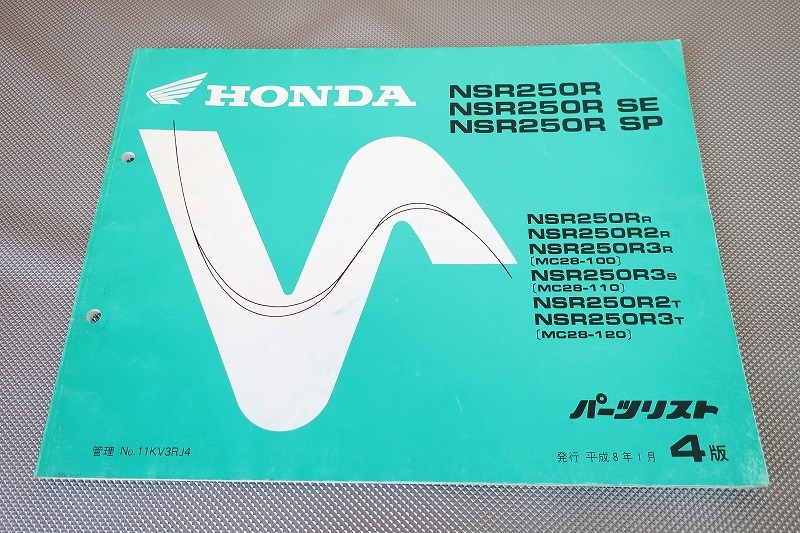 HONDA
NSR250R
NSR250R SE
NSR250R SP
NSR250RR
NSR250R2R
NSR250R3R
(MC28-100)
NSR250R3S
(MC28-110)
NSR250R2T
NSR250R3T
(MC28-120)
パーツリスト
管理 No.11KV3RJ4
発行 平成8年1月 4版